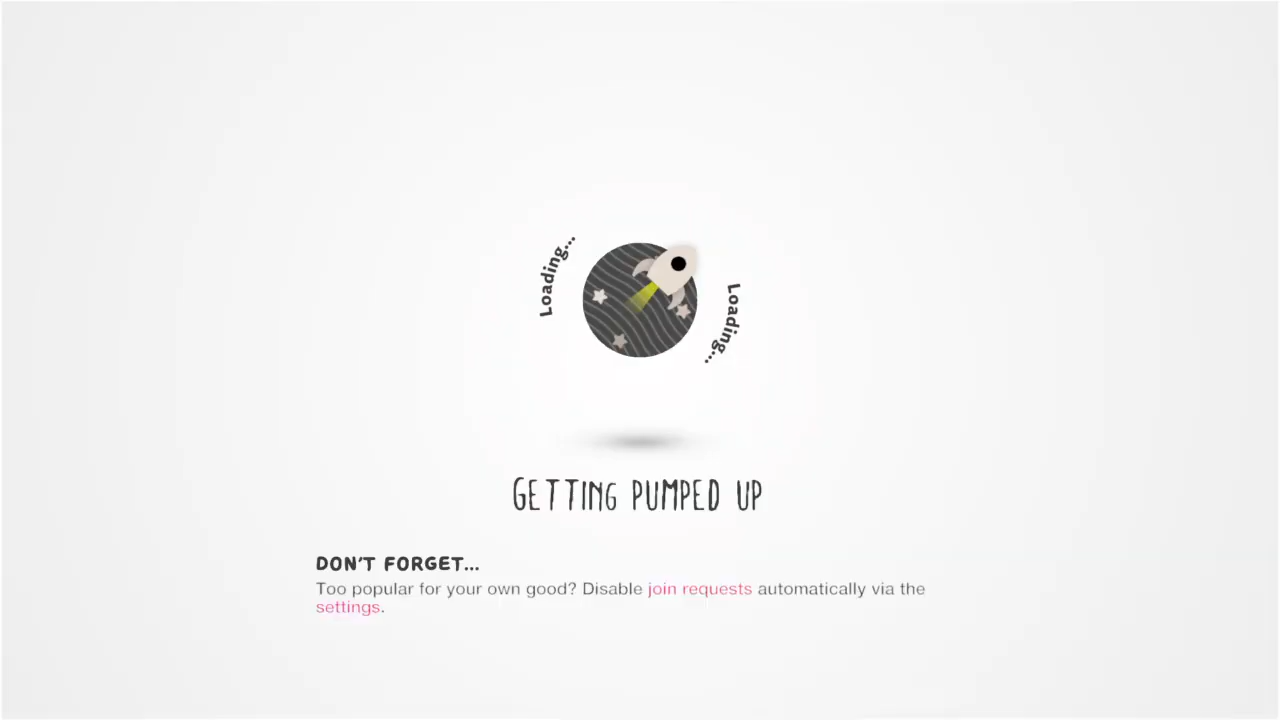 Loading...
Loading...
GETTING PUMPED UP
DON'T FORGET...
Too popular for your own good? Disable join requests automatically via the
settings.